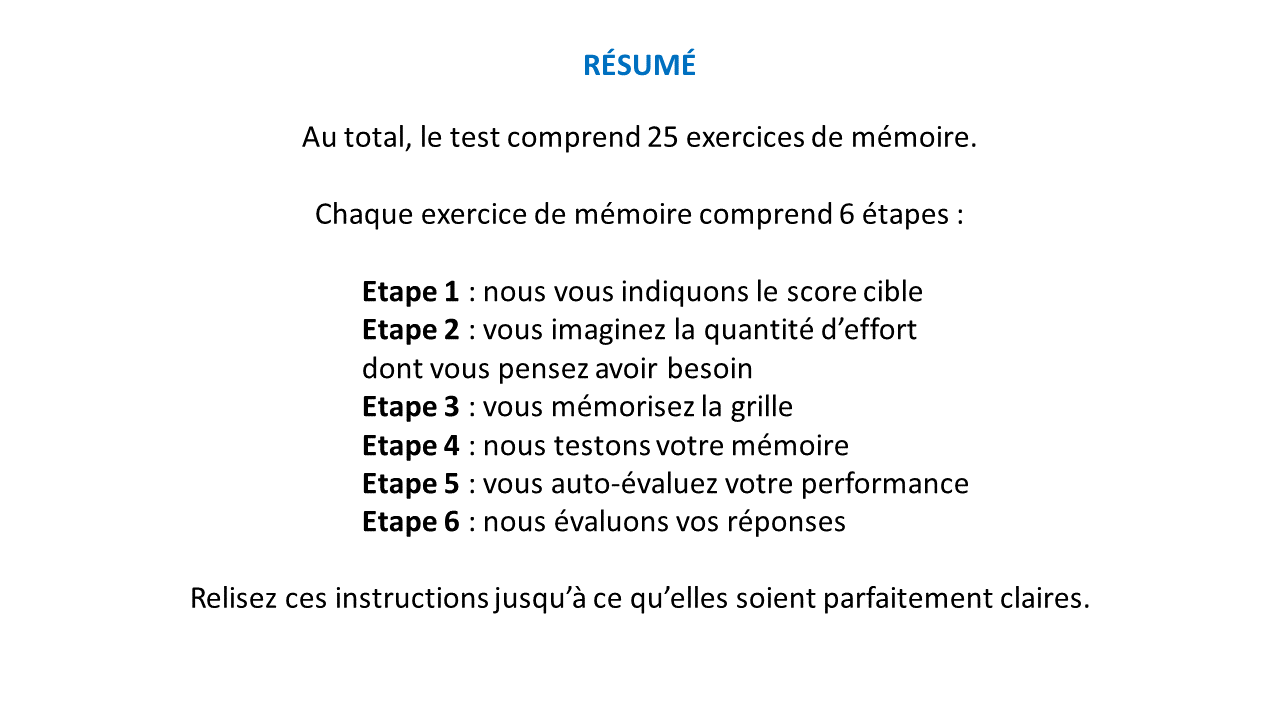 RÉSUMÉ
Au total, le test comprend 25 exercices de mémoire.
Chaque exercice de mémoire comprend 6 étapes :
Etape 1 : nous vous indiquons le score cible
Etape 2 : vous imaginez la quantité d’effort
dont vous pensez avoir besoin
Etape 3 : vous mémorisez la grille
Etape 4 : nous testons votre mémoire
Etape 5 : vous auto-évaluez votre performance
Etape 6 : nous évaluons vos réponses
Relisez ces instructions jusqu’à ce qu’elles soient parfaitement claires.